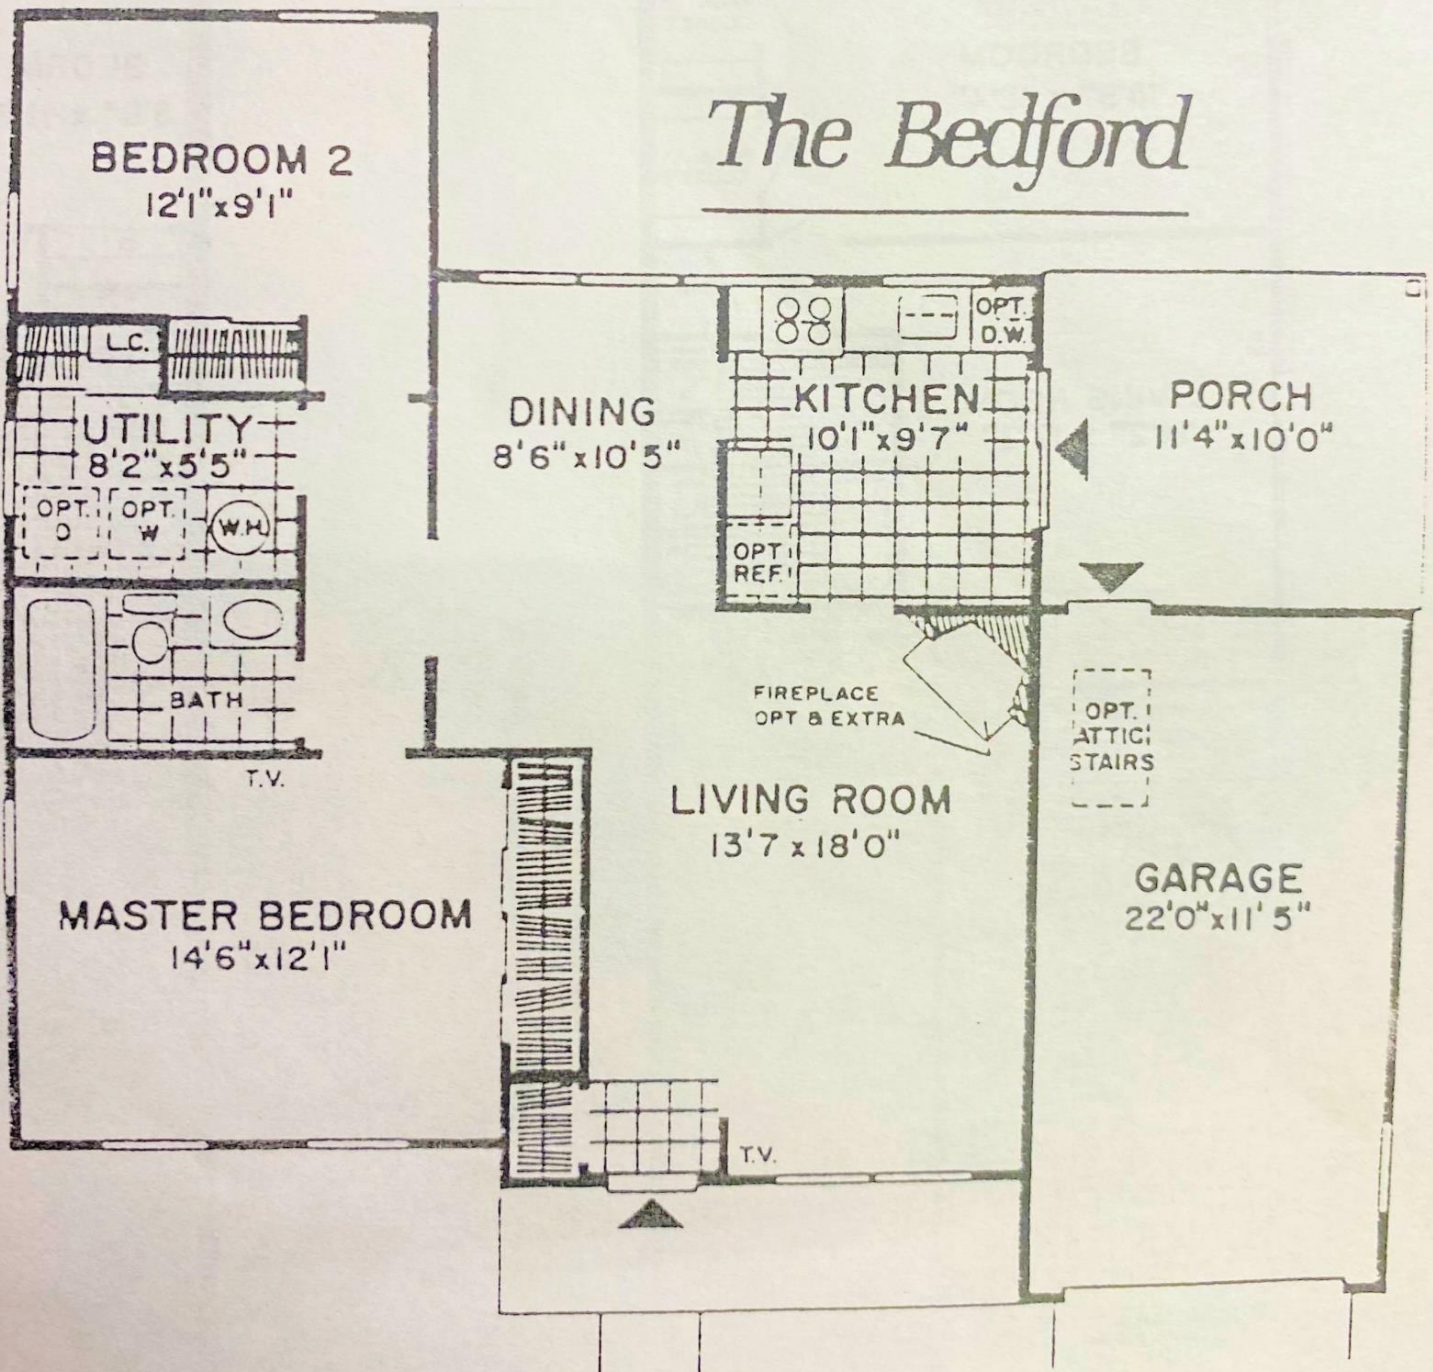 The Bedford
BEDROOM 2
12'1"x9'1"
L.C.
OPT.
D.W.
UTILITY
8'2"x5'5"
OPT.
D
OPT.
W
W.H.
DINING
8'6"x10'5"
KITCHEN
10'1"x9'7"
OPT
REF.
PORCH
11'4"x10'0"
BATH
T.V.
FIREPLACE
OPT & EXTRA
OPT.
ATTIC
STAIRS
LIVING ROOM
13'7x18'0"
GARAGE
22'0"x11'5"
MASTER BEDROOM
14'6"x12'1"
T.V.